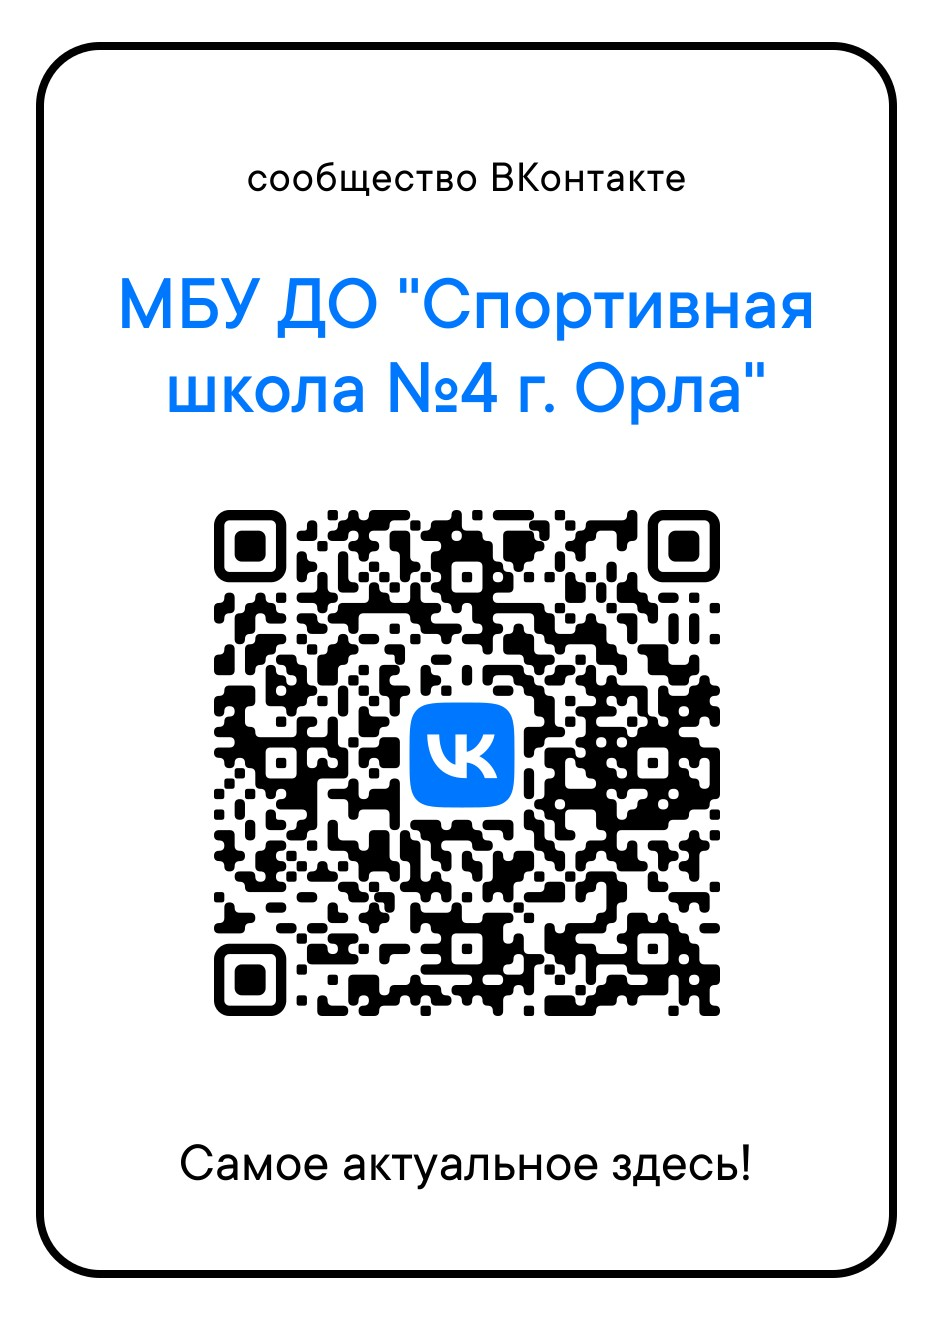 сообщество ВКонтакте
МБУ ДО "Спортивная
школа №4 г. Орла"
Самое актуальное здесь!